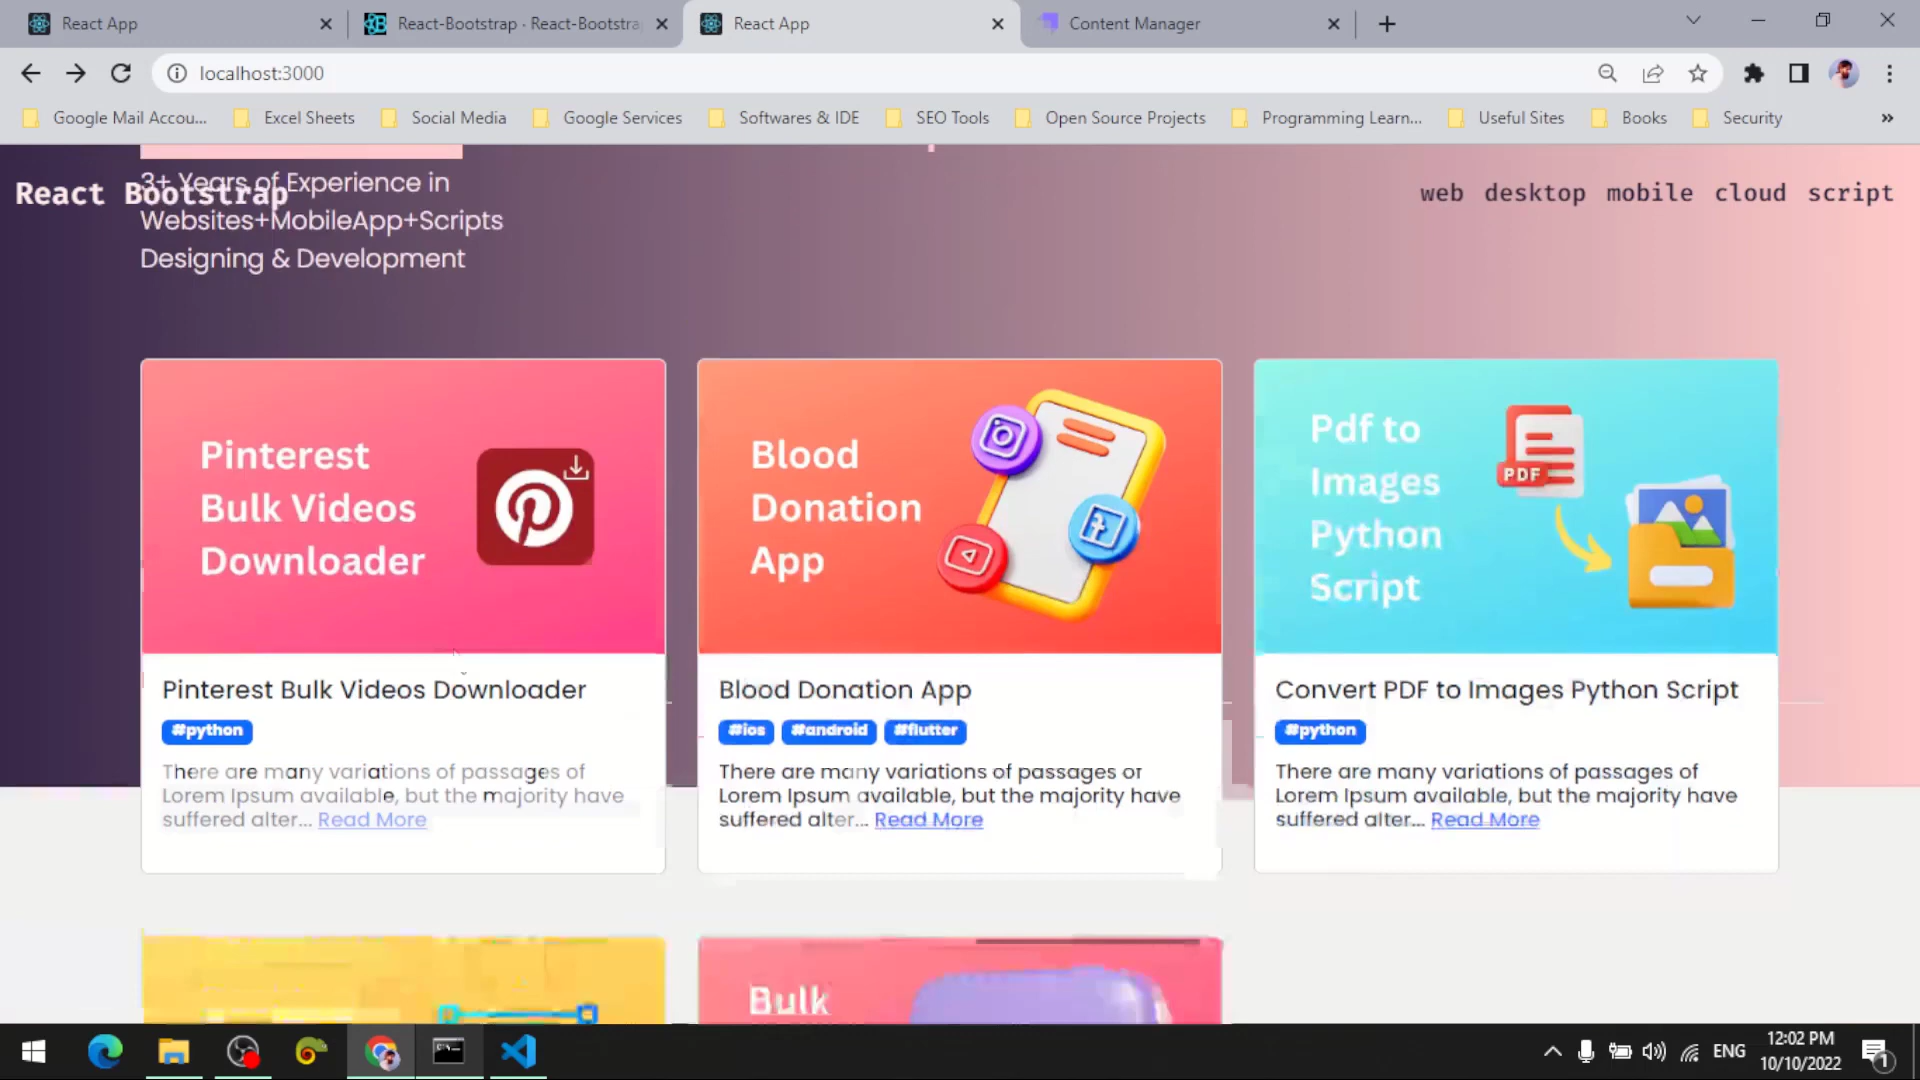 React App
React-Bootstrap · React-Bootstra
React App
Content Manager
localhost:3000
Google Mail Accou...
Excel Sheets
Social Media
Google Services
Softwares & IDE
SEO Tools
Open Source Projects
Programming Learn...
Useful Sites
Books
Security
»
React Bootstrap
web desktop mobile cloud script
3+ Years of Experience in
Websites+MobileApp+Scripts
Designing & Development
Pinterest
Bulk Videos
Downloader
Pinterest Bulk Videos Downloader
#python
There are many variations of passages of
Lorem Ipsum available, but the majority have
suffered alter... Read More
Blood
Donation
App
Blood Donation App
#ios #android #flutter
There are many variations of passages of
Lorem Ipsum available, but the majority have
suffered alter... Read More
Pdf to
Images
Python
Script
PDF
Convert PDF to Images Python Script
#python
There are many variations of passages of
Lorem Ipsum available, but the majority have
suffered alter... Read More
Bulk
ENG
12:02 PM
10/10/2022
1